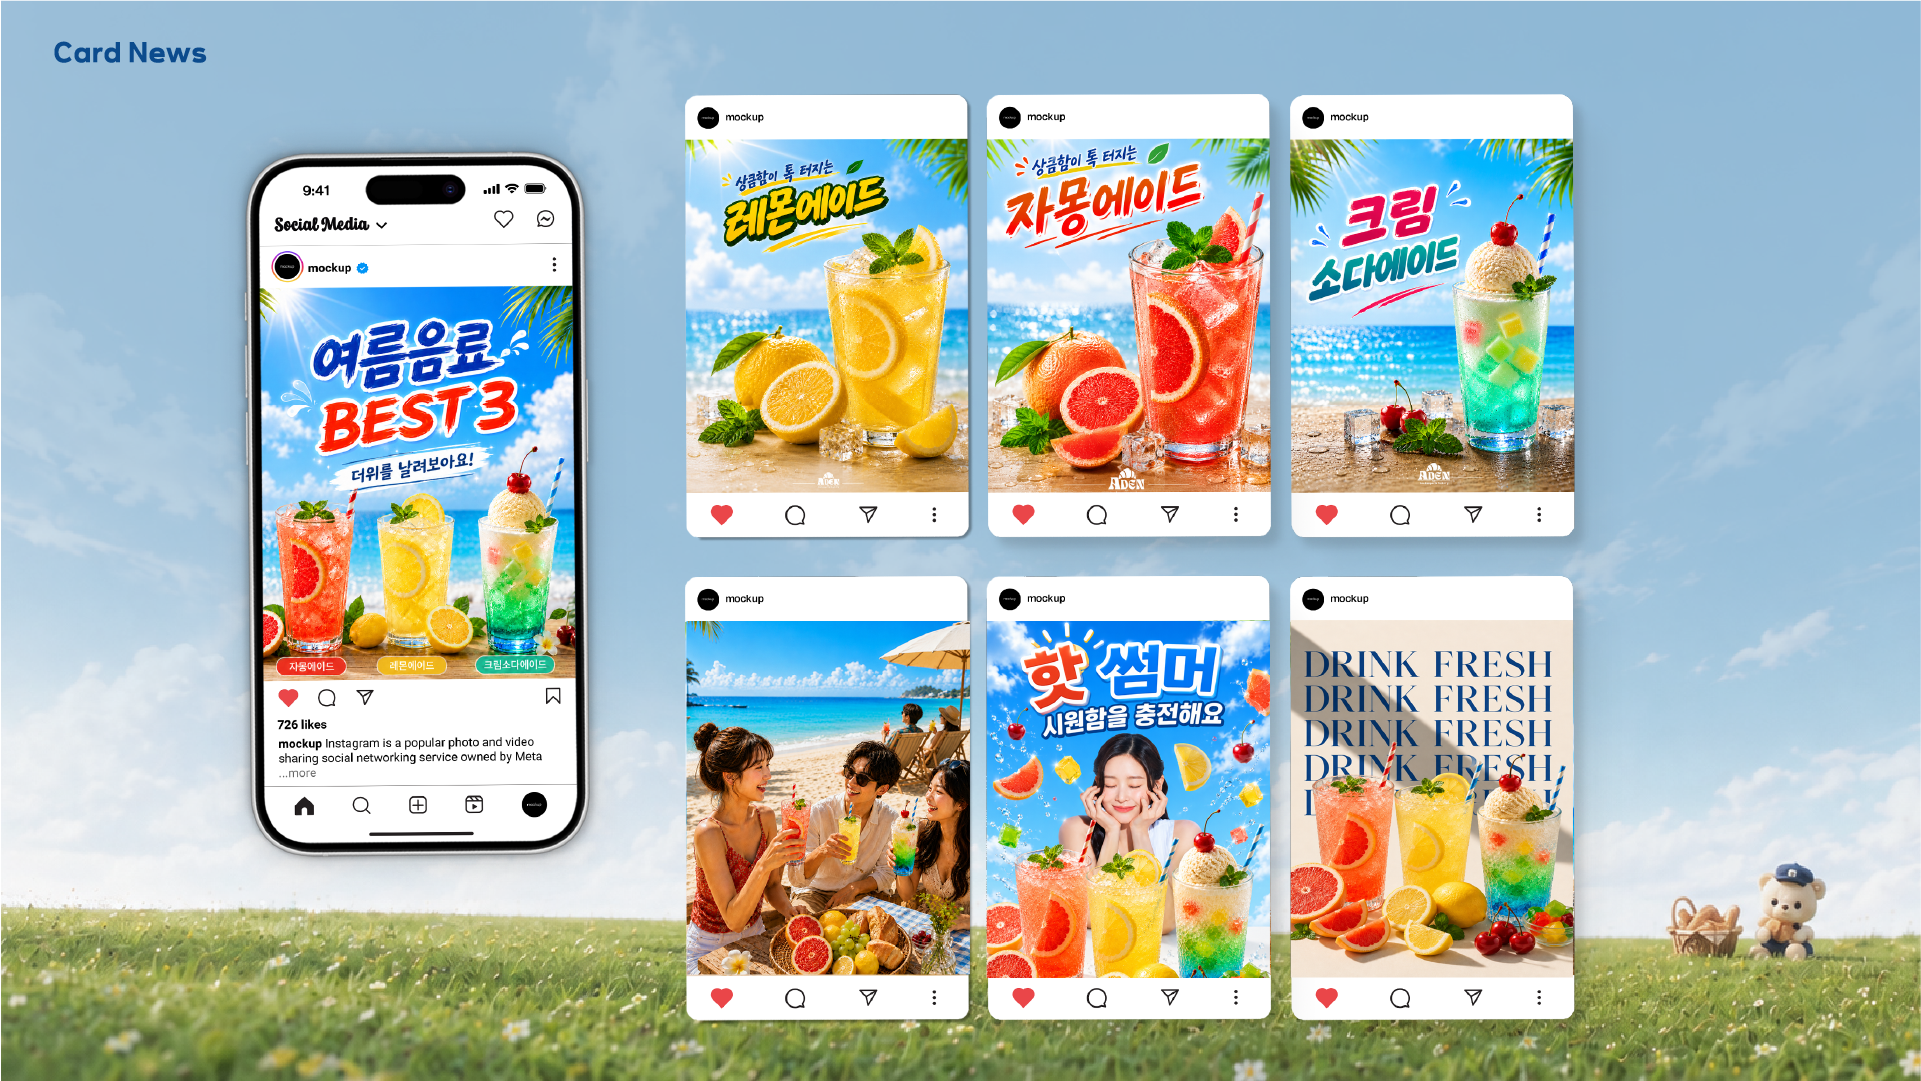 Card News
9:41
Social Media
mockup
여름음료
BEST 3
더위를 날려보아요!
자몽에이드
레몬에이드
크림소다에이드
726 likes
mockup Instagram is a popular photo and video
sharing social networking service owned by Meta
...more
mockup
상큼함이 톡 터지는
레몬에이드
ADEN
mockup
상큼함이 톡 터지는
자몽에이드
ADEN
mockup
크림
소다에이드
ADEN
mockup
mockup
핫 썸머
시원함을 충전해요
mockup
DRINK FRESH
DRINK FRESH
DRINK FRESH
DRINK FRESH